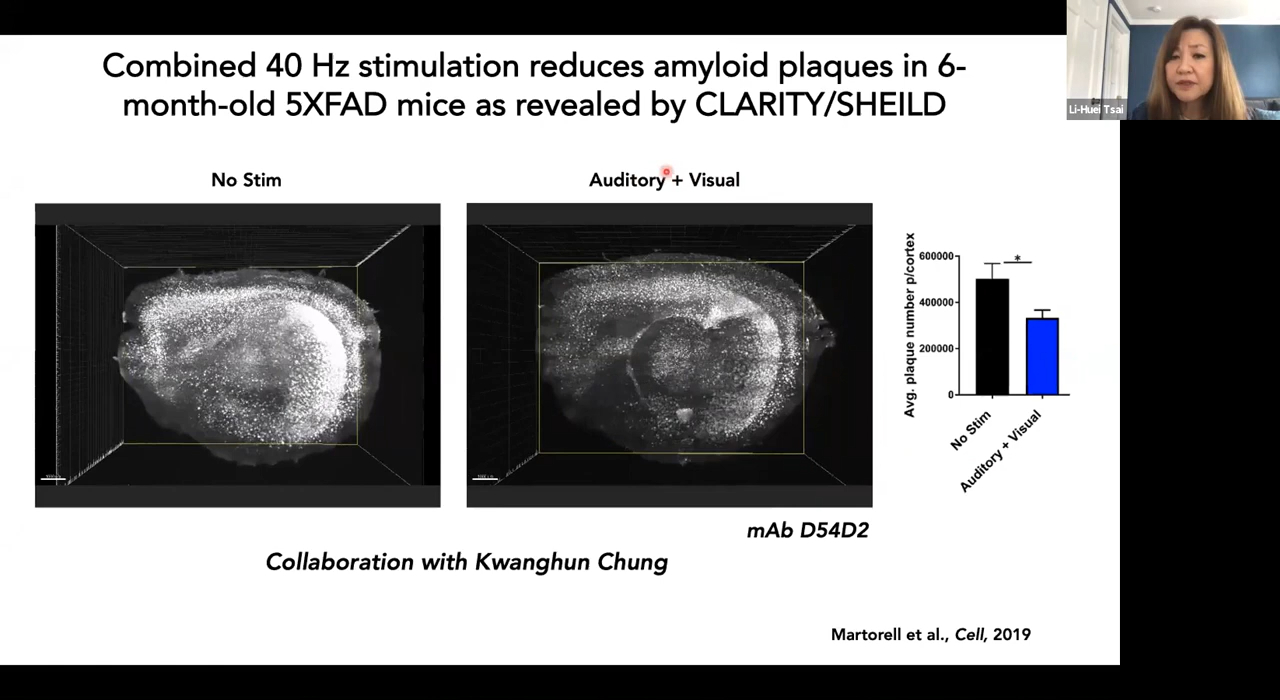 Combined 40 Hz stimulation reduces amyloid plaques in 6-
month-old 5XFAD mice as revealed by CLARITY/SHEILD
Li-Huei Tsai
No Stim
Auditory + Visual
Avg. plaque number p/cortex
600000
400000
200000
0
*
No Stim
Auditory + Visual
mAb D54D2
Collaboration with Kwanghun Chung
Martorell et al., Cell, 2019